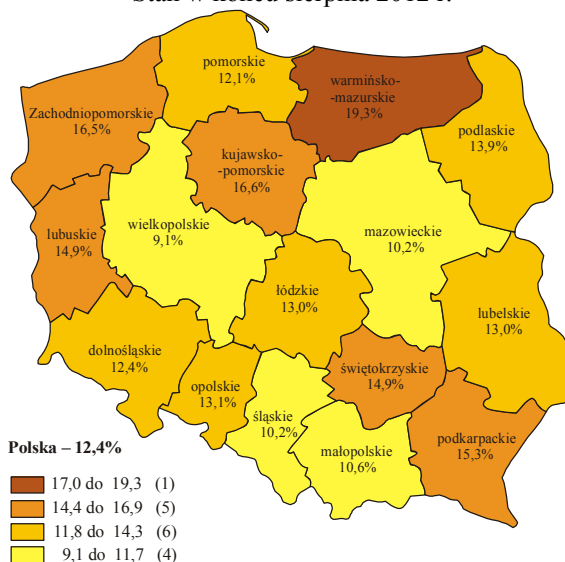 Stan w końcu sierpnia 2012 r.
pomorskie
12,1%
warmińsko-
-mazurskie
19,3%
Zachodniopomorskie
16,5%
podlaskie
13,9%
kujawsko-
-pomorskie
16,6%
wielkopolskie
9,1%
mazowieckie
10,2%
lubuskie
14,9%
łódzkie
13,0%
lubelskie
13,0%
dolnośląskie
12,4%
świętokrzyskie
14,9%
opolskie
13,1%
śląskie
10,2%
podkarpackie
15,3%
małopolskie
10,6%
Polska – 12,4%
17,0 do 19,3 (1)
14,4 do 16,9 (5)
11,8 do 14,3 (6)
9,1 do 11,7 (4)